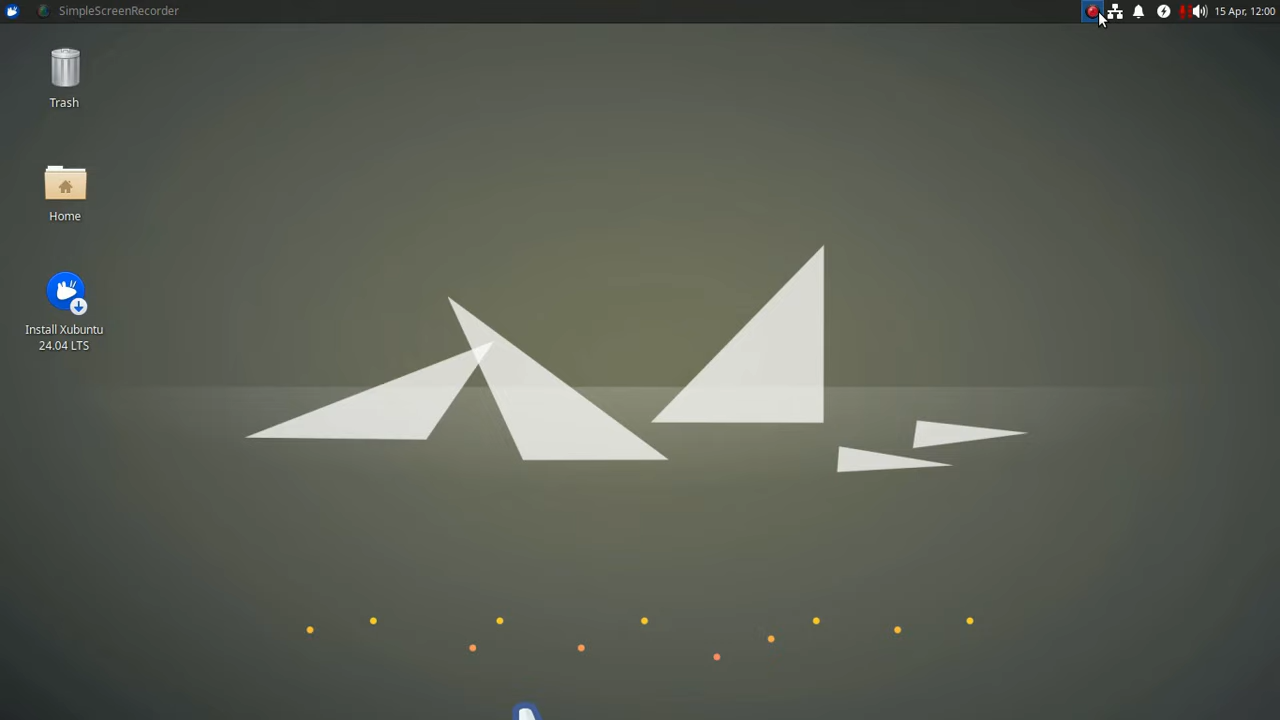 SimpleScreenRecorder
15 Apr, 12:00
Trash
Home
Install Xubuntu
24.04 LTS